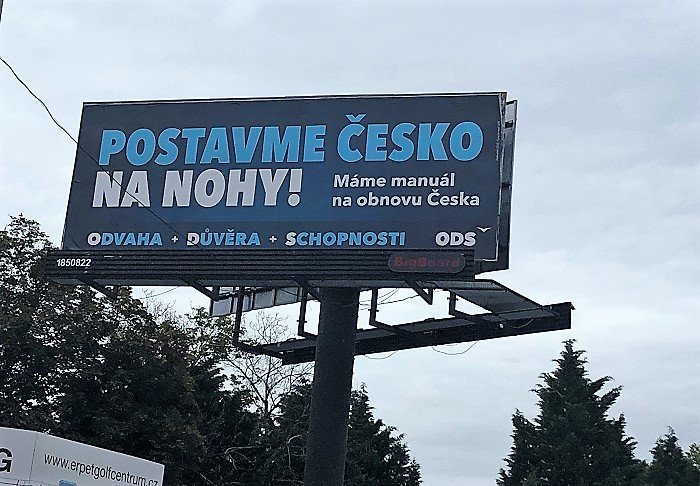 POSTAVME ČESKO
NA NOHY!
Máme manuál
na obnovu Česka
ODVAHA + DŮVĚRA + SCHOPNOSTI ODS
1850822
BigBoard
G
www.erpetgolfcentrum.cz